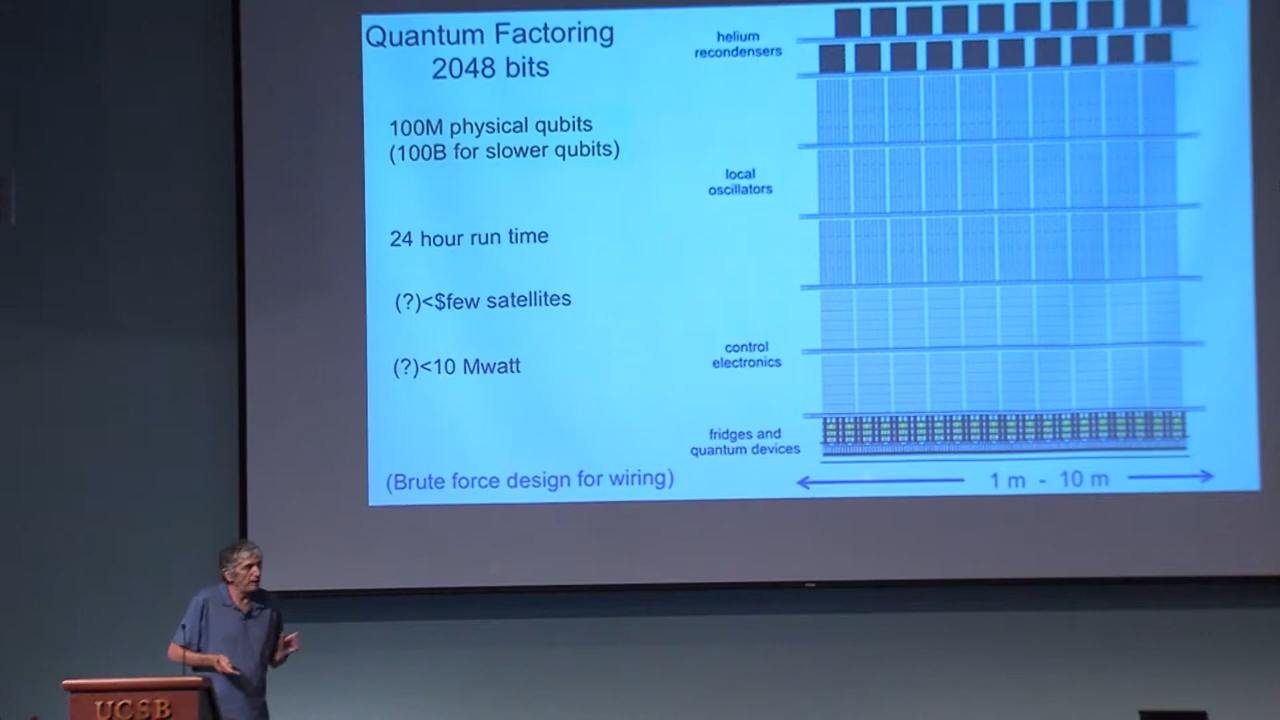 Quantum Factoring
2048 bits
100M physical qubits
(100B for slower qubits)
24 hour run time
(?)<$few satellites
(?)<10 Mwatt
(Brute force design for wiring)
helium
recondensers
local
oscillators
control
electronics
fridges and
quantum devices
1 m - 10 m
UCSB